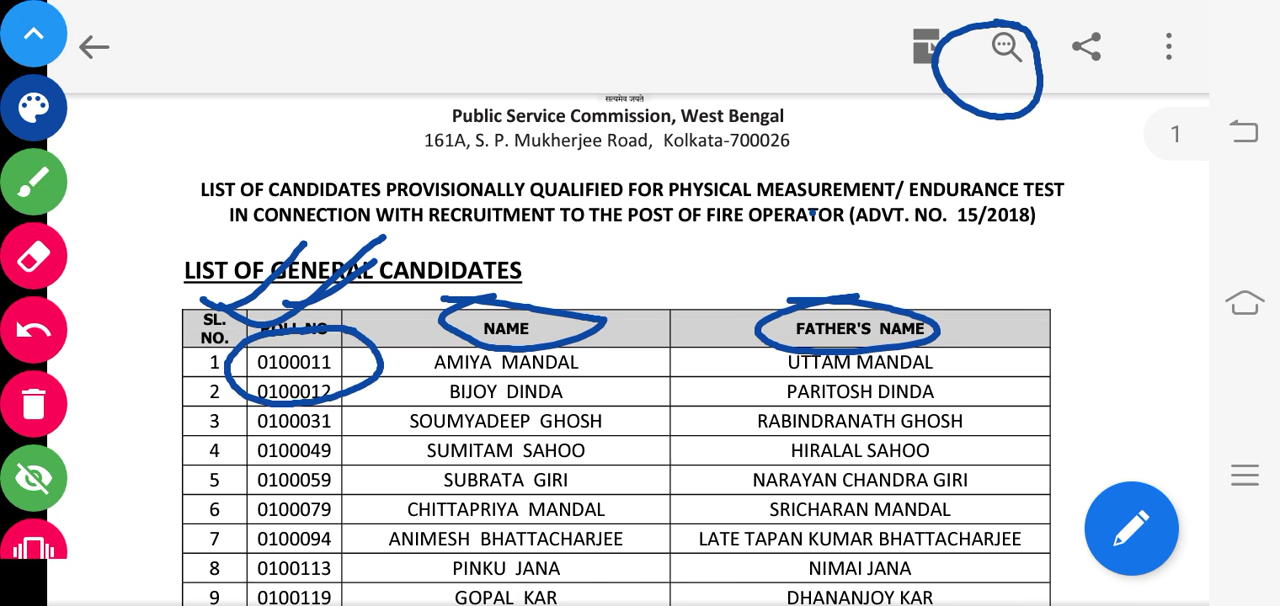 सत्यमेव जयते
Public Service Commission, West Bengal
1
161A, S. P. Mukherjee Road, Kolkata-700026
LIST OF CANDIDATES PROVISIONALLY QUALIFIED FOR PHYSICAL MEASUREMENT/ ENDURANCE TEST
IN CONNECTION WITH RECRUITMENT TO THE POST OF FIRE OPERATOR (ADVT. NO. 15/2018)
LIST OF GENERAL CANDIDATES
SL. NO. ROLL NO NAME FATHER'S NAME
1 0100011 AMIYA MANDAL UTTAM MANDAL
2 0100012 BIJOY DINDA PARITOSH DINDA
3 0100031 SOUMYADEEP GHOSH RABINDRANATH GHOSH
4 0100049 SUMITAM SAHOO HIRALAL SAHOO
5 0100059 SUBRATA GIRI NARAYAN CHANDRA GIRI
6 0100079 CHITTAPRIYA MANDAL SRICHARAN MANDAL
7 0100094 ANIMESH BHATTACHARJEE LATE TAPAN KUMAR BHATTACHARJEE
8 0100113 PINKU JANA NIMAI JANA
9 0100119 GOPAL KAR DHANANJOY KAR